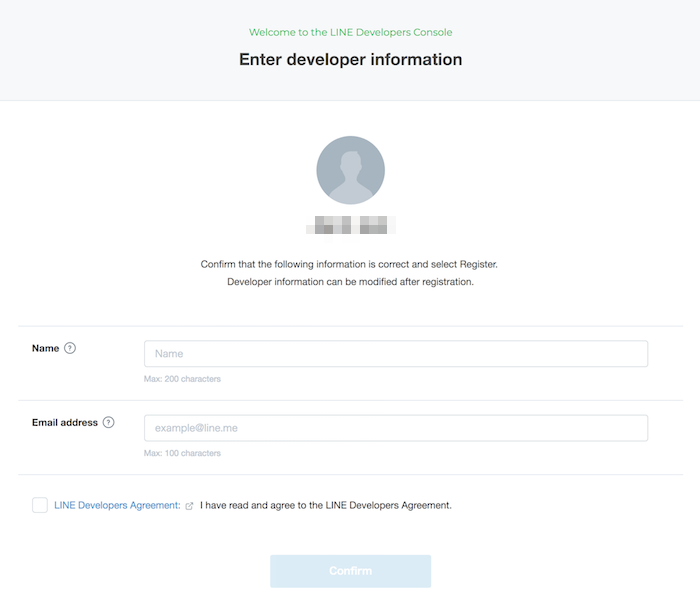 Welcome to the LINE Developers Console
Enter developer information
Confirm that the following information is correct and select Register.
Developer information can be modified after registration.
Name ?
Name
Max: 200 characters
Email address ?
example@line.me
Max: 100 characters
LINE Developers Agreement: I have read and agree to the LINE Developers Agreement.
Confirm